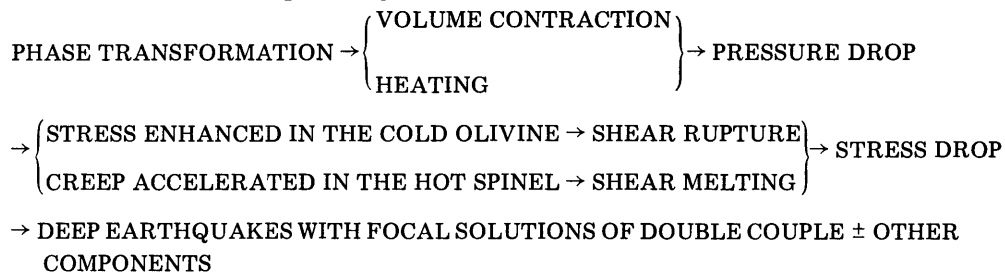 VOLUME CONTRACTION
PHASE TRANSFORMATION → → PRESSURE DROP
HEATING
→ STRESS ENHANCED IN THE COLD OLIVINE → SHEAR RUPTURE
→ STRESS DROP
CREEP ACCELERATED IN THE HOT SPINEL → SHEAR MELTING
→ DEEP EARTHQUAKES WITH FOCAL SOLUTIONS OF DOUBLE COUPLE ± OTHER
COMPONENTS